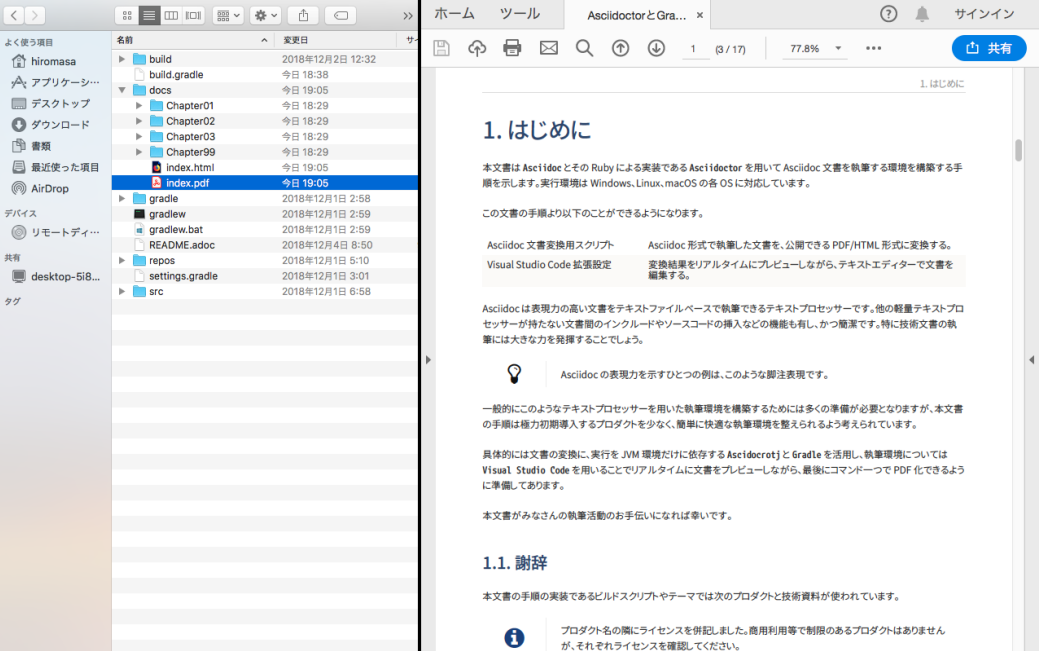 名前
変更日
サイ
よく使う項目
hiromasa
アプリケーシ…
デスクトップ
ダウンロード
書類
最近使った項目
AirDrop
デバイス
リモートディ…
共有
desktop-5i8...
タグ
build 2018年12月2日 12:32
build.gradle 今日 18:38
docs 今日 19:05
Chapter01 今日 18:29
Chapter02 今日 18:29
Chapter03 今日 18:29
Chapter99 今日 18:29
index.html 今日 19:05
index.pdf 今日 19:05
gradle 2018年12月1日 2:58
gradlew 2018年12月1日 2:59
gradlew.bat 2018年12月1日 2:59
README.adoc 2018年12月4日 8:50
repos 2018年12月1日 5:10
settings.gradle 2018年12月1日 3:01
src 2018年12月1日 6:58
ホーム ツール AsciidoctorとGra... × サインイン
1 (3 / 17) 77.8% 共有
1. はじめに
1. はじめに
本文書は Asciidoc とその Ruby による実装である Asciidoctor を用いて Asciidoc 文書を執筆する環境を構築する手
順を示します。実行環境は Windows、Linux、macOS の各 OS に対応しています。
この文書の手順より以下のことができるようになります。
Asciidoc 文書変換用スクリプト Asciidoc 形式で執筆した文書を、公開できる PDF/HTML 形式に変換する。
Visual Studio Code 拡張設定 変換結果をリアルタイムにプレビューしながら、テキストエディターで文書を
編集する。
Asciidoc は表現力の高い文書をテキストファイルベースで執筆できるテキストプロセッサーです。他の軽量テキストプロ
セッサーが持たない文書間のインクルードやソースコードの挿入などの機能も有し、かつ簡潔です。特に技術文書の執
筆には大きな力を発揮することでしょう。
Asciidoc の表現力を示すひとつの例は、このような脚注表現です。
一般的にこのようなテキストプロセッサーを用いた執筆環境を構築するためには多くの準備が必要となりますが、本文書
の手順は極力初期導入するプロダクトを少なく、簡単に快適な執筆環境を整えられるよう考えられています。
具体的には文書の変換に、実行を JVM 環境だけに依存する Ascidocrotj と Gradle を活用し、執筆環境については
Visual Studio Code を用いることでリアルタイムに文書をプレビューしながら、最後にコマンド一つで PDF 化できるよう
に準備してあります。
本文書がみなさんの執筆活動のお手伝いになれば幸いです。
1.1. 謝辞
本文書の手順の実装であるビルドスクリプトやテーマでは次のプロダクトと技術資料が使われています。
プロダクト名の隣にライセンスを併記しました。商用利用等で制限のあるプロダクトはありません
が、それぞれライセンスを確認してください。